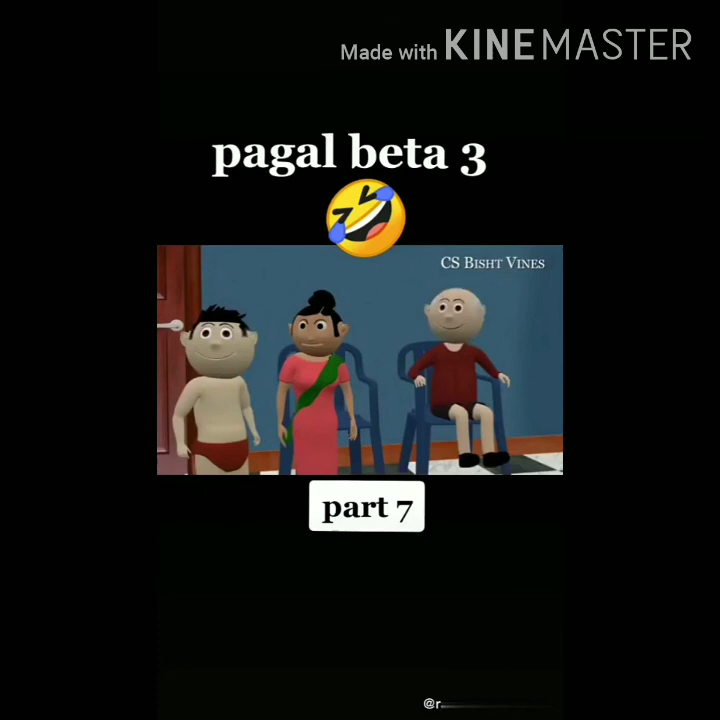 Made with KINEMASTER
pagal beta 3
CS BISHT VINES
part 7
@r